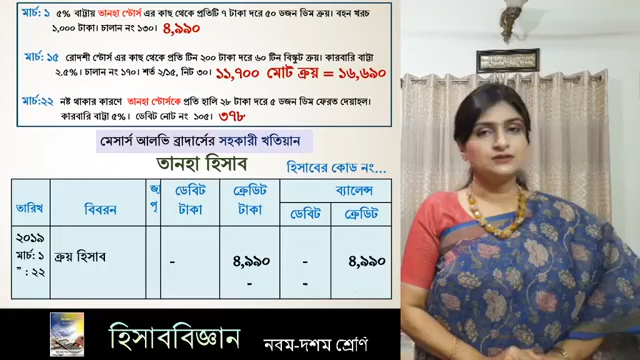 মার্চ: ১ ৫% বাট্টায় তানহা স্টোর্স এর কাছ থেকে প্রতিটি ৭ টাকা দরে ৫০ ডজন ডিম ক্রয়। বহন খরচ
১,০০০ টাকা। চালান নং ১৩০। ৪,৯৯০
মার্চ: ১৫ রোদশী স্টোর্স এর কাছ থেকে প্রতি টিন ২০০ টাকা দরে ৬০ টিন বিস্কুট ক্রয়। কারবারি বাট্টা
২.৫%। চালান নং ১৭০। শর্ত ২/১৫, নিট ৩০। ১১,৭০০ মোট ক্রয় = ১৬,৬৯০
মার্চ:২২ নষ্ট থাকার কারণে তানহা স্টোর্সকে প্রতি হালি ২৮ টাকা দরে ৫ ডজন ডিম ফেরত দেয়াহল।
কারবারি বাট্টা ৫%। ডেবিট নোট নং ১০৫। ৩৭৮
মেসার্স আলভি ব্রাদার্সের সহকারী খতিয়ান
তানহা হিসাব হিসাবের কোড নং...
তারিখ বিবরন জা পৃ ডেবিট টাকা ক্রেডিট টাকা ব্যালেন্স
ডেবিট ক্রেডিট
২০১৯
মার্চ: ১ ক্রয় হিসাব - ৪,৯৯০ - ৪,৯৯০
” : ২২ - -
হিসাববিজ্ঞান নবম-দশম শ্রেণি